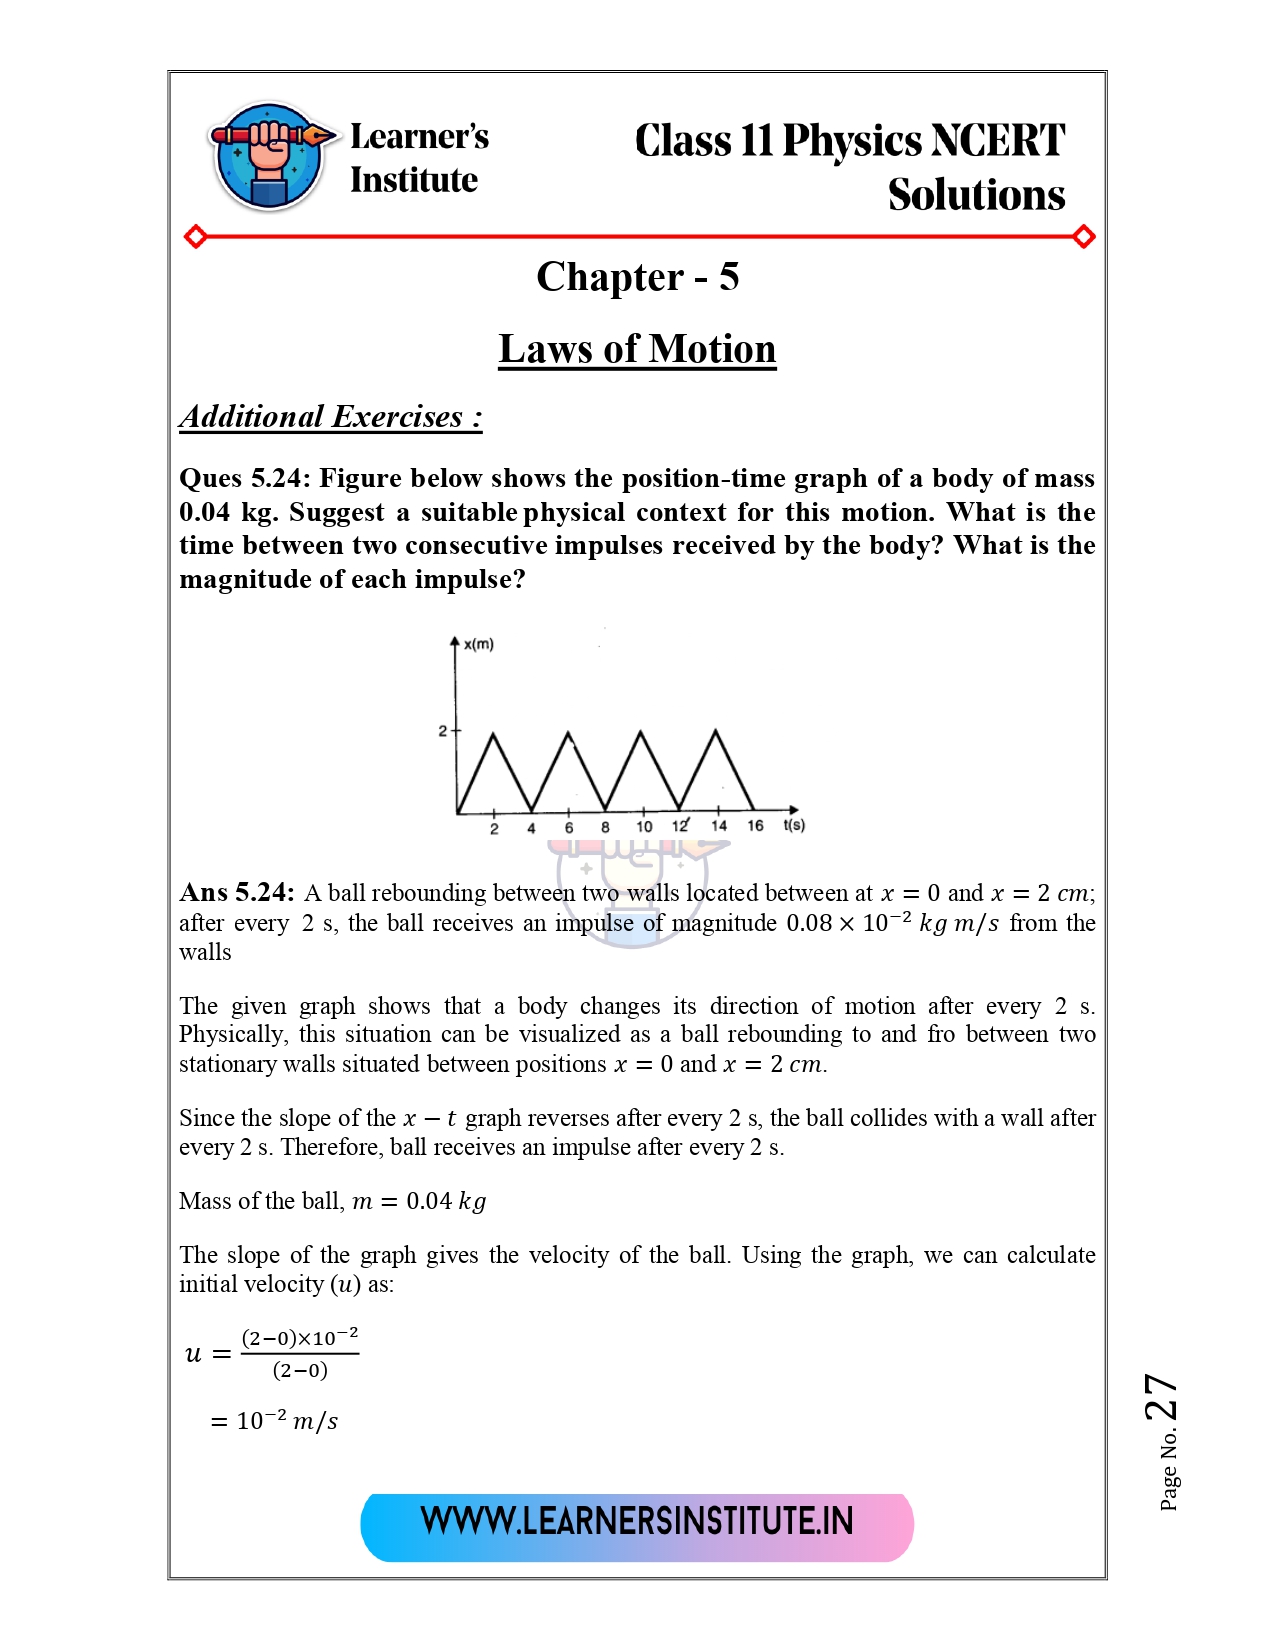 Learner's
Institute
Class 11 Physics NCERT
Solutions
Chapter - 5
Laws of Motion
Additional Exercises :
Ques 5.24: Figure below shows the position-time graph of a body of mass
0.04 kg. Suggest a suitable physical context for this motion. What is the
time between two consecutive impulses received by the body? What is the
magnitude of each impulse?
x(m)
2
2 4 6 8 10 12 14 16 t(s)
Ans 5.24: A ball rebounding between two walls located between at x = 0 and x = 2 cm;
after every 2 s, the ball receives an impulse of magnitude 0.08 × 10⁻² kg m/s from the
walls
The given graph shows that a body changes its direction of motion after every 2 s.
Physically, this situation can be visualized as a ball rebounding to and fro between two
stationary walls situated between positions x = 0 and x = 2 cm.
Since the slope of the x − t graph reverses after every 2 s, the ball collides with a wall after
every 2 s. Therefore, ball receives an impulse after every 2 s.
Mass of the ball, m = 0.04 kg
The slope of the graph gives the velocity of the ball. Using the graph, we can calculate
initial velocity (u) as:
u = (2−0)×10⁻² / (2−0)
= 10⁻² m/s
Page No. 27
WWW.LEARNERSINSTITUTE.IN